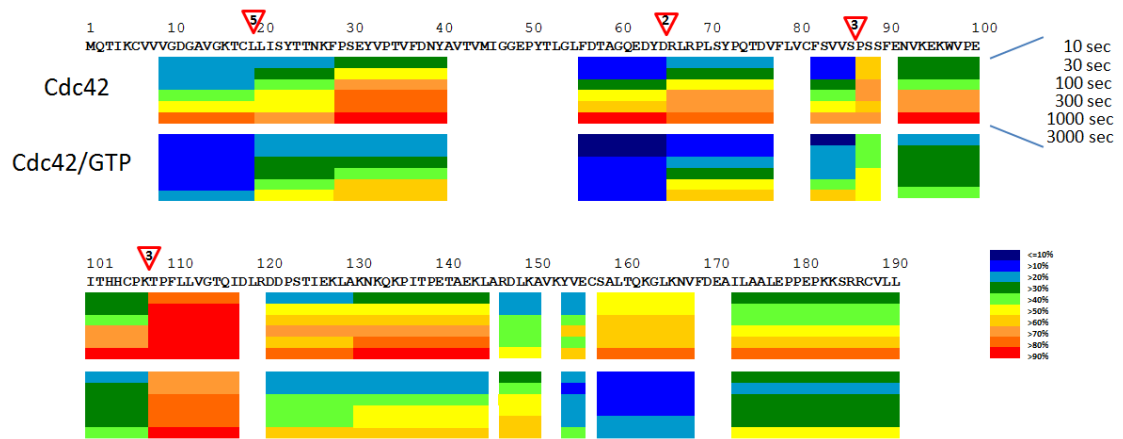 5 2 3
1 10 20 30 40 50 60 70 80 90 100
MQTIKCVVVGDGAVGKTCLLISYTTNKFPSEYVPTVFDNYAVTVMIGGEPYTLGLFDTAGQEDYDRLRPLSYPQTDVFLVCFSVVSPSSFENVKEKWVPE
Cdc42
10 sec
30 sec
100 sec
300 sec
1000 sec
3000 sec
Cdc42/GTP
3
101 110 120 130 140 150 160 170 180 190
ITHHCPKTPFLLVGTQIDLRDDPSTIEKLAKNKQKPITPETAEKLARDLKAVKYVECSALTQKGLKNVFDEAILAALEPPEPKKSRRCVLL
<=10%
>10%
>20%
>30%
>40%
>50%
>60%
>70%
>80%
>90%